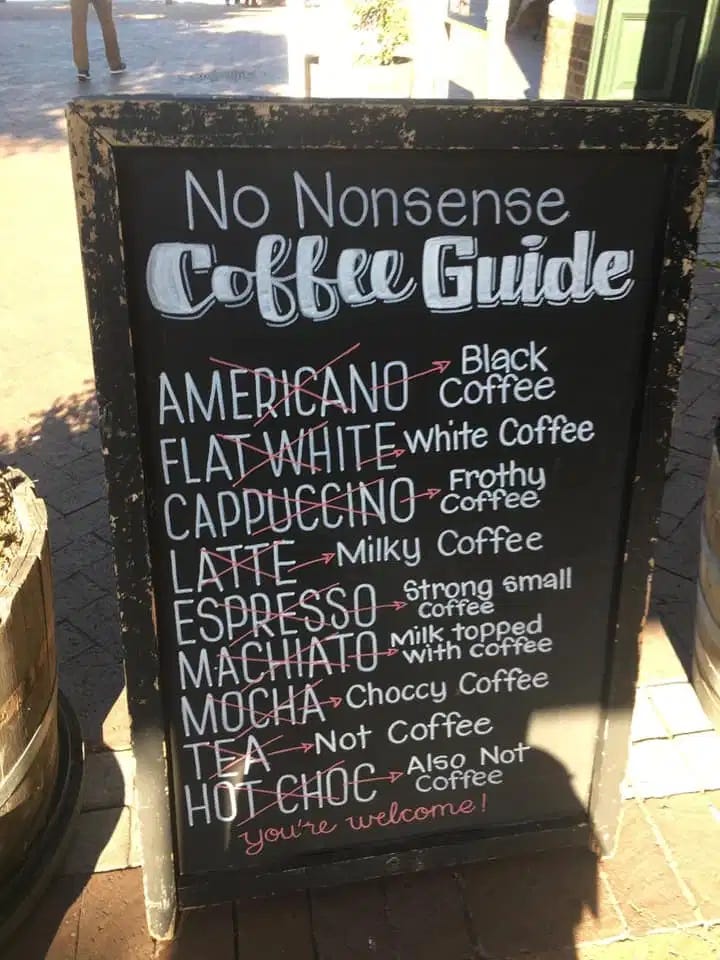 No Nonsense
Coffee Guide
AMERICANO Black
Coffee
FLAT WHITE White Coffee
CAPPUCCINO Frothy
Coffee
LATTE Milky Coffee
ESPRESSO Strong small
Coffee
MACHIATO Milk topped
with coffee
MOCHA Choccy Coffee
TEA Not Coffee
HOT CHOC Also Not
Coffee
you're welcome!